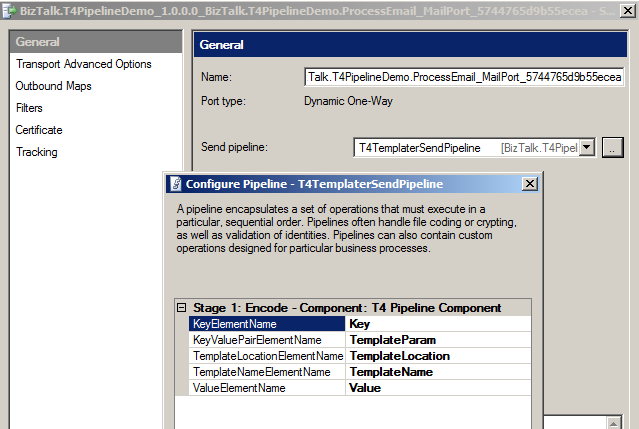 BizTalk.T4PipelineDemo_1.0.0.0_BizTalk.T4PipelineDemo.ProcessEmail_MailPort_5744765d9b55ecea - S...
General
Transport Advanced Options
Outbound Maps
Filters
Certificate
Tracking
General
Name:
Talk.T4PipelineDemo.ProcessEmail_MailPort_5744765d9b55ecea
Port type:
Dynamic One-Way
Send pipeline:
T4TemplaterSendPipeline [BizTalk.T4Pipel
..
Configure Pipeline - T4TemplaterSendPipeline
A pipeline encapsulates a set of operations that must execute in a
particular, sequential order. Pipelines often handle file coding or crypting,
as well as validation of identities. Pipelines can also contain custom
operations designed for particular business processes.
Stage 1: Encode - Component: T4 Pipeline Component
KeyElementName Key
KeyValuePairElementName TemplateParam
TemplateLocationElementName TemplateLocation
TemplateNameElementName TemplateName
ValueElementName Value